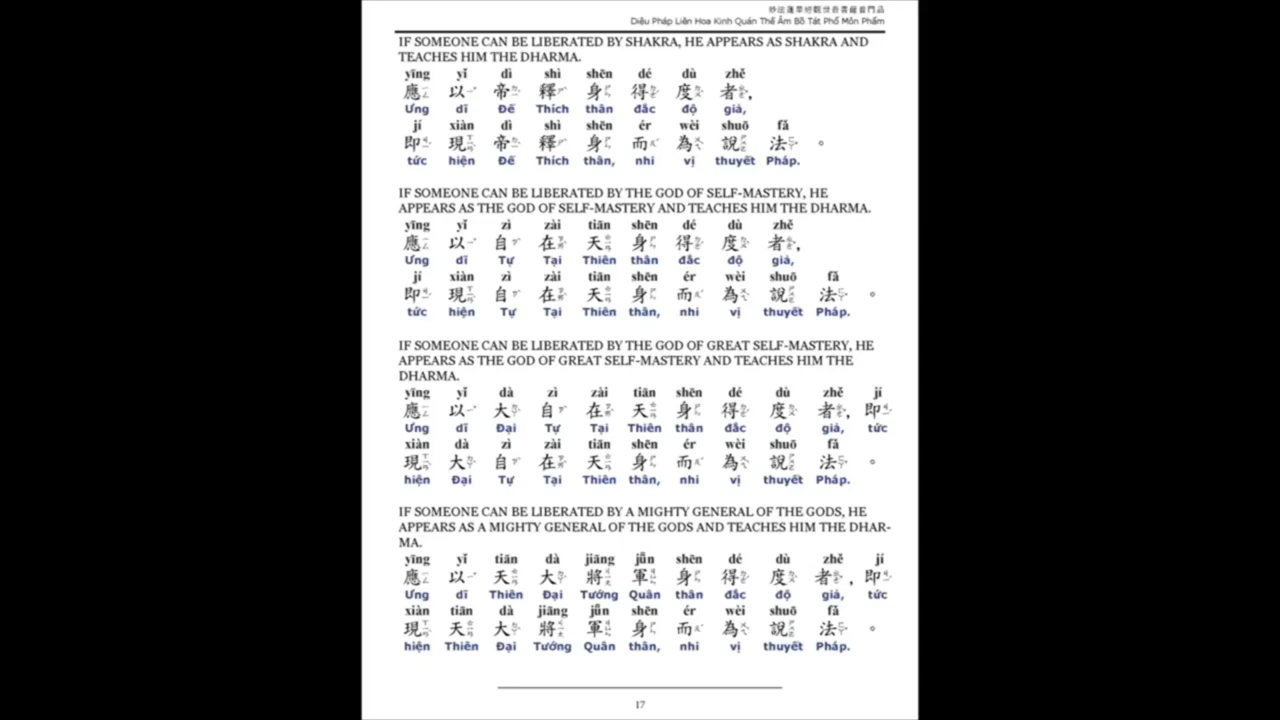 妙法蓮華經觀世音菩薩普門品
Diệu Pháp Liên Hoa Kinh Quán Thế Âm Bồ Tát Phổ Môn Phẩm
IF SOMEONE CAN BE LIBERATED BY SHAKRA, HE APPEARS AS SHAKRA AND
TEACHES HIM THE DHARMA.
yīng yǐ dì shì shēn dé dù zhě
應 以 帝 釋 身 得 度 者,
Ưng dĩ Đế Thích thân đắc độ giả,
jí xiàn dì shì shēn ér wèi shuō fǎ
即 現 帝 釋 身 而 為 說 法 。
tức hiện Đế Thích thân, nhi vị thuyết Pháp.
IF SOMEONE CAN BE LIBERATED BY THE GOD OF SELF-MASTERY, HE
APPEARS AS THE GOD OF SELF-MASTERY AND TEACHES HIM THE DHARMA.
yīng yǐ zì zài tiān shēn dé dù zhě
應 以 自 在 天 身 得 度 者,
Ưng dĩ Tự Tại Thiên thân đắc độ giả,
jí xiàn zì zài tiān shēn ér wèi shuō fǎ
即 現 自 在 天 身 而 為 說 法 。
tức hiện Tự Tại Thiên thân, nhi vị thuyết Pháp.
IF SOMEONE CAN BE LIBERATED BY THE GOD OF GREAT SELF-MASTERY, HE
APPEARS AS THE GOD OF GREAT SELF-MASTERY AND TEACHES HIM THE
DHARMA.
yīng yǐ dà zì zài tiān shēn dé dù zhě jí
應 以 大 自 在 天 身 得 度 者, 即
Ưng dĩ Đại Tự Tại Thiên thân đắc độ giả, tức
xiàn dà zì zài tiān shēn ér wèi shuō fǎ
現 大 自 在 天 身 而 為 說 法 。
hiện Đại Tự Tại Thiên thân, nhi vị thuyết Pháp.
IF SOMEONE CAN BE LIBERATED BY A MIGHTY GENERAL OF THE GODS, HE
APPEARS AS A MIGHTY GENERAL OF THE GODS AND TEACHES HIM THE DHAR-
MA.
yīng yǐ tiān dà jiāng jǖn shēn dé dù zhě jí
應 以 天 大 將 軍 身 得 度 者, 即
Ưng dĩ Thiên Đại Tướng Quân thân đắc độ giả, tức
xiàn tiān dà jiāng jǖn shēn ér wèi shuō fǎ
現 天 大 將 軍 身 而 為 說 法 。
hiện Thiên Đại Tướng Quân thân, nhi vị thuyết Pháp.
17